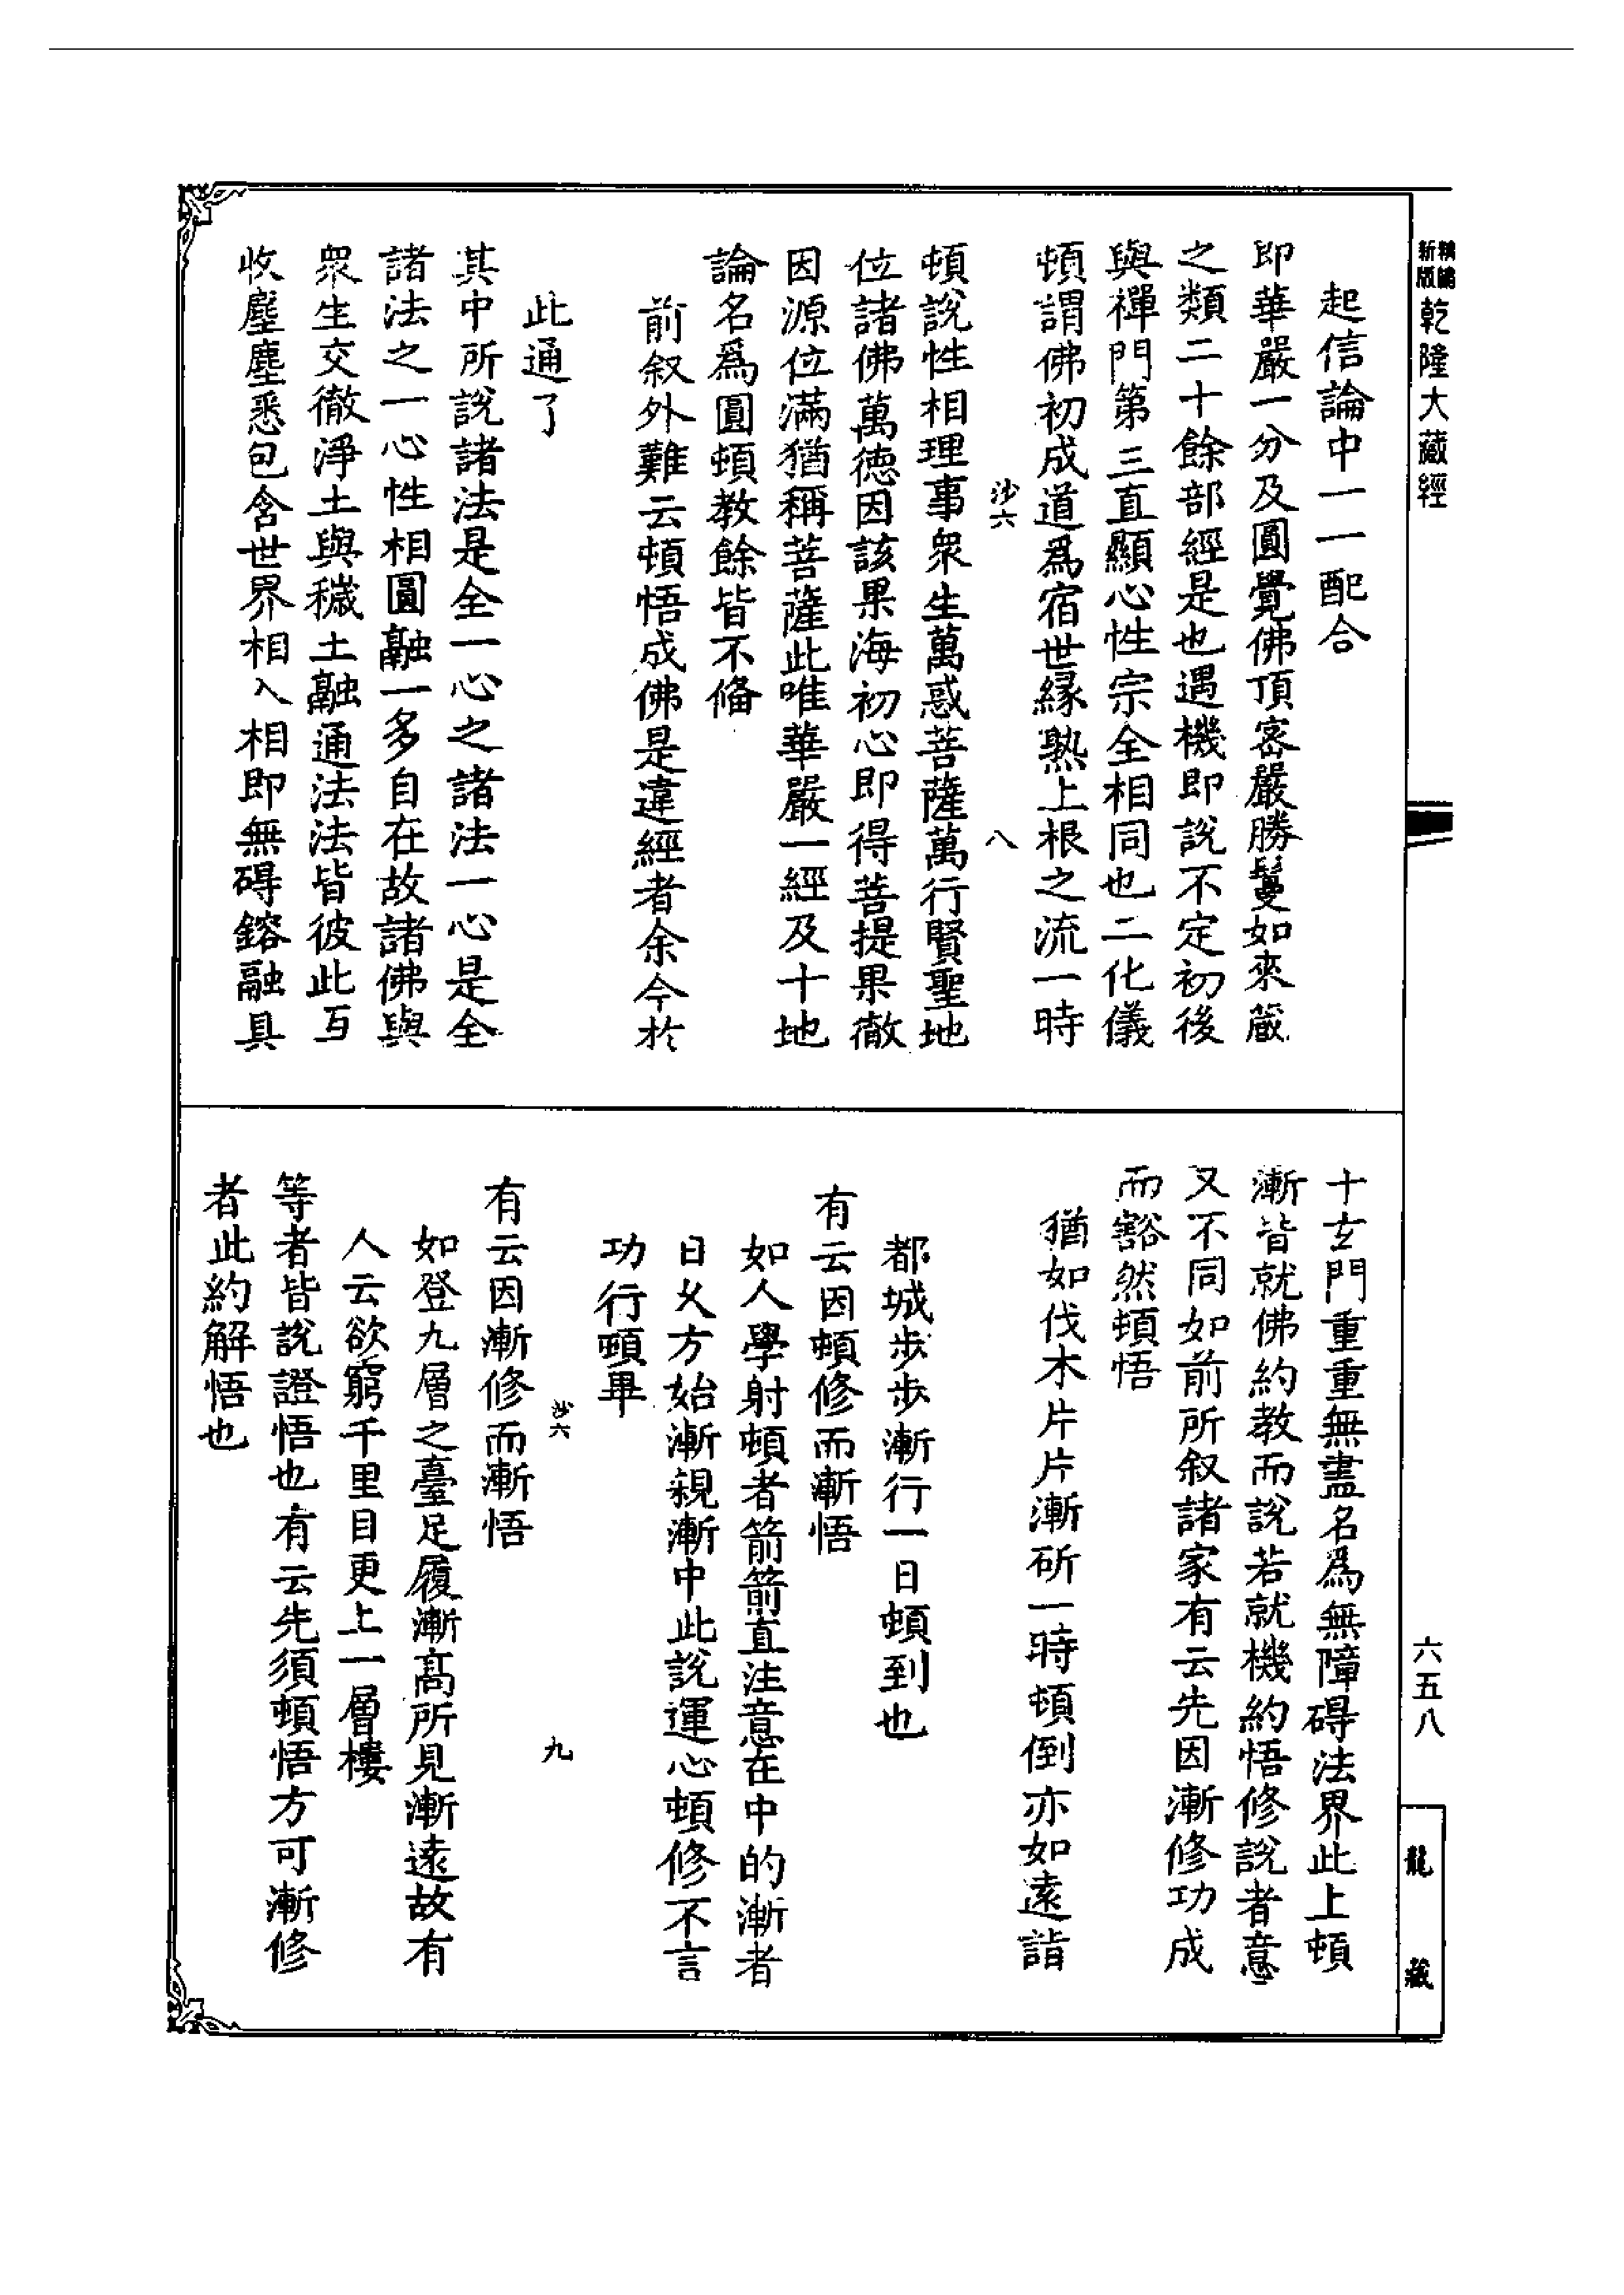 精編
新版
乾隆大藏經
起信論中一一配合
即華嚴一分及圓覺佛頂密嚴勝鬘如來藏
之類二十餘部經是也遇機即說不定初後
與禪門第三直顯心性宗全相同也二化儀
頓謂佛初成道爲宿世緣熟上根之流一時
沙六
八
頓說性相理事衆生萬惑菩薩萬行賢聖地
位諸佛萬德因該果海初心即得菩提果徹
因源位滿猶稱菩薩此唯華嚴一經及十地
論名爲圓頓教餘皆不俻
前叙外難云頓悟成佛是違經者余今於
此通了
其中所說諸法是全一心之諸法一心是全
諸法之一心性相圓融一多自在故諸佛與
衆生交徹淨土與穢土融通法法皆彼此互
收塵塵悉包含世界相入相即無碍鎔融具
十玄門重重無盡名爲無障碍法界此上頓
漸皆就佛約教而說若就機約悟修說者意
又不同如前所叙諸家有云先因漸修功成
而豁然頓悟
猶如伐木片片漸斫一時頓倒亦如遠詣
都城步步漸行一日頓到也
有云因頓修而漸悟
如人學射頓者箭箭直注意在中的漸者
日久方始漸親漸中此說運心頓修不言
功行頓畢
沙六
九
有云因漸修而漸悟
如登九層之臺足履漸高所見漸遠故有
人云欲窮千里目更上一層樓
等者皆說證悟也有云先須頓悟方可漸修
者此約解悟也
六五八
龍藏